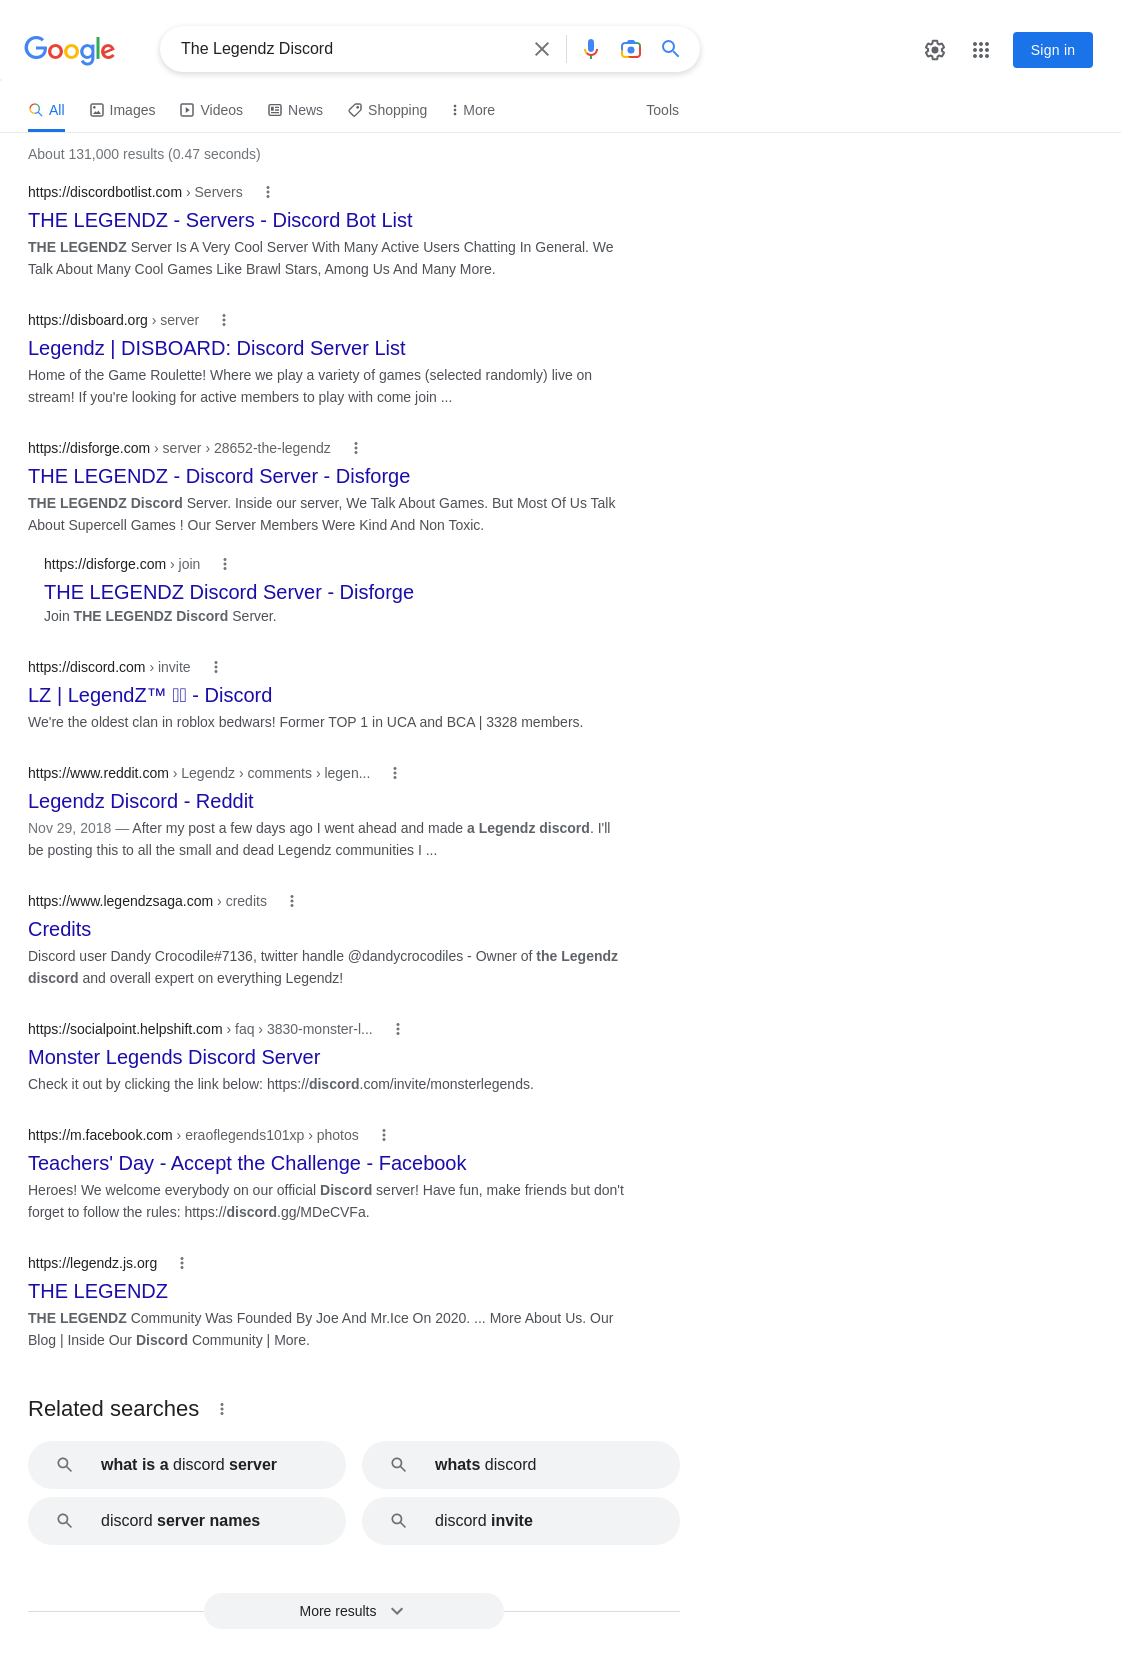 Google
The Legendz Discord
Sign in
All
Images
Videos
News
Shopping
More
Tools
About 131,000 results (0.47 seconds)
https://discordbotlist.com › Servers
THE LEGENDZ - Servers - Discord Bot List
THE LEGENDZ Server Is A Very Cool Server With Many Active Users Chatting In General. We
Talk About Many Cool Games Like Brawl Stars, Among Us And Many More.
https://disboard.org › server
Legendz | DISBOARD: Discord Server List
Home of the Game Roulette! Where we play a variety of games (selected randomly) live on
stream! If you're looking for active members to play with come join ...
https://disforge.com › server › 28652-the-legendz
THE LEGENDZ - Discord Server - Disforge
THE LEGENDZ Discord Server. Inside our server, We Talk About Games. But Most Of Us Talk
About Supercell Games ! Our Server Members Were Kind And Non Toxic.
https://disforge.com › join
THE LEGENDZ Discord Server - Disforge
Join THE LEGENDZ Discord Server.
https://discord.com › invite
LZ | LegendZ™ - Discord
We're the oldest clan in roblox bedwars! Former TOP 1 in UCA and BCA | 3328 members.
https://www.reddit.com › Legendz › comments › legen...
Legendz Discord - Reddit
Nov 29, 2018 — After my post a few days ago I went ahead and made a Legendz discord. I'll
be posting this to all the small and dead Legendz communities I ...
https://www.legendzsaga.com › credits
Credits
Discord user Dandy Crocodile#7136, twitter handle @dandycrocodiles - Owner of the Legendz
discord and overall expert on everything Legendz!
https://socialpoint.helpshift.com › faq › 3830-monster-l...
Monster Legends Discord Server
Check it out by clicking the link below: https://discord.com/invite/monsterlegends.
https://m.facebook.com › eraoflegends101xp › photos
Teachers' Day - Accept the Challenge - Facebook
Heroes! We welcome everybody on our official Discord server! Have fun, make friends but don't
forget to follow the rules: https://discord.gg/MDeCVFa.
https://legendz.js.org
THE LEGENDZ
THE LEGENDZ Community Was Founded By Joe And Mr.Ice On 2020. ... More About Us. Our
Blog | Inside Our Discord Community | More.
Related searches
what is a discord server
whats discord
discord server names
discord invite
More results